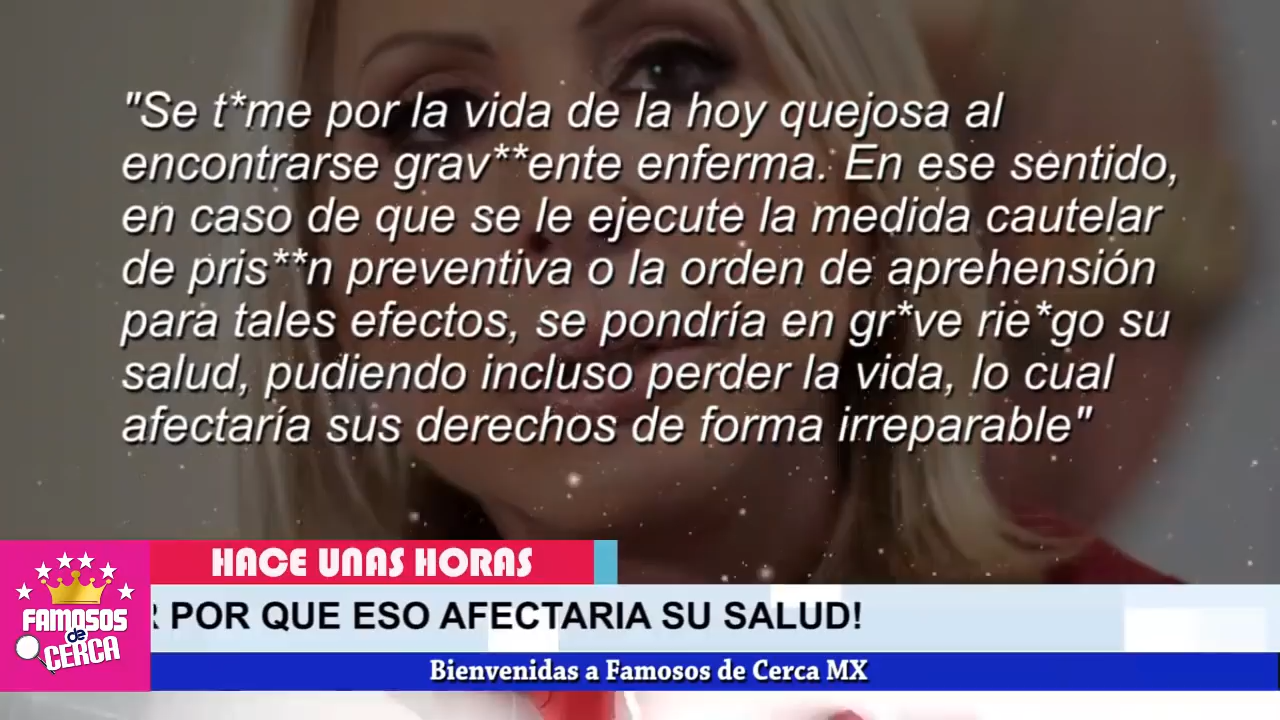 "Se t*me por la vida de la hoy quejosa al
encontrarse grav**ente enferma. En ese sentido,
en caso de que se le ejecute la medida cautelar
de pris**n preventiva o la orden de aprehensión
para tales efectos, se pondría en gr*ve rie*go su
salud, pudiendo incluso perder la vida, lo cual
afectaría sus derechos de forma irreparable"
HACE UNAS HORAS
POR QUE ESO AFECTARIA SU SALUD!
FAMOSOS
de
CERCA
Bienvenidas a Famosos de Cerca MX